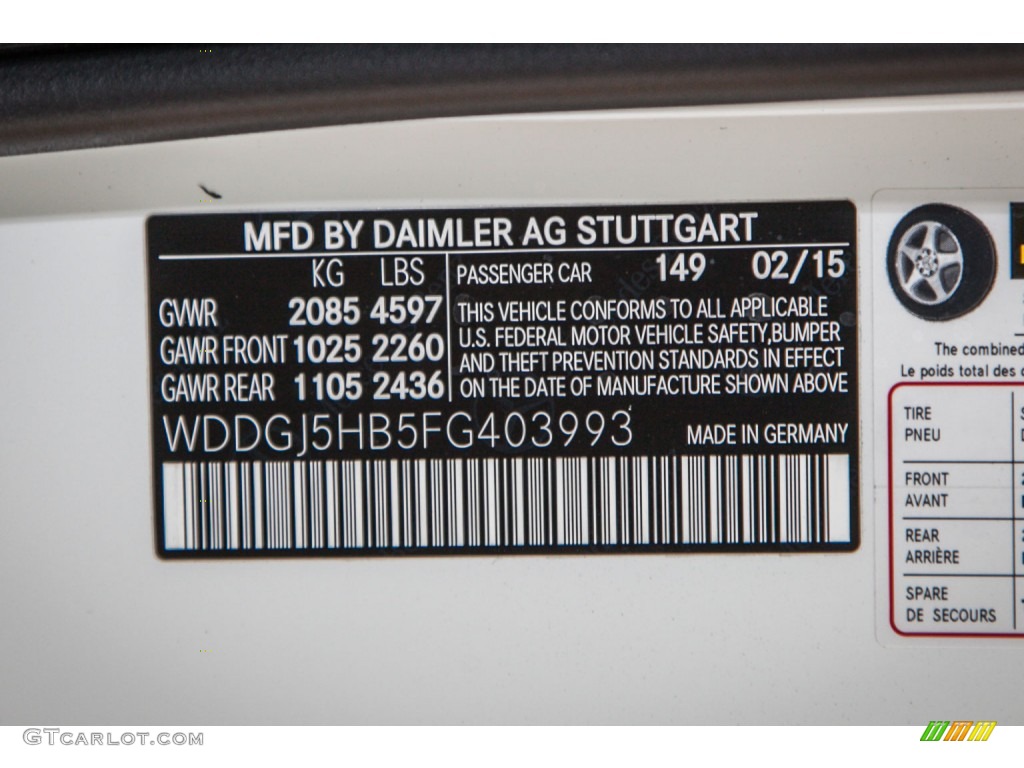 MFD BY DAIMLER AG STUTTGART
KG LBS
GVWR 2085 4597
GAWR FRONT 1025 2260
GAWR REAR 1105 2436
PASSENGER CAR 149 02/15
THIS VEHICLE CONFORMS TO ALL APPLICABLE
U.S. FEDERAL MOTOR VEHICLE SAFETY, BUMPER
AND THEFT PREVENTION STANDARDS IN EFFECT
ON THE DATE OF MANUFACTURE SHOWN ABOVE
WDDGJ5HB5FG403993
MADE IN GERMANY
The combined
Le poids total des
TIRE
PNEU
FRONT
AVANT
REAR
ARRIÈRE
SPARE
DE SECOURS
GTCARLOT.COM